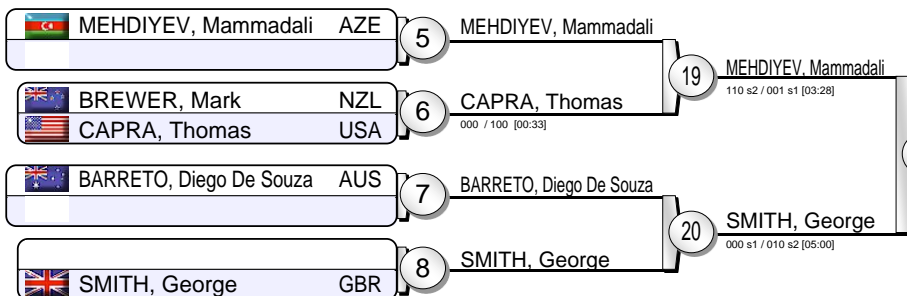 MEHDIYEV, Mammadali AZE
5
MEHDIYEV, Mammadali
BREWER, Mark NZL
CAPRA, Thomas USA
6
CAPRA, Thomas
000 / 100 [00:33]
19
MEHDIYEV, Mammadali
110 s2 / 001 s1 [03:28]
BARRETO, Diego De Souza AUS
7
BARRETO, Diego De Souza
SMITH, George GBR
8
SMITH, George
20
SMITH, George
000 s1 / 010 s2 [05:00]